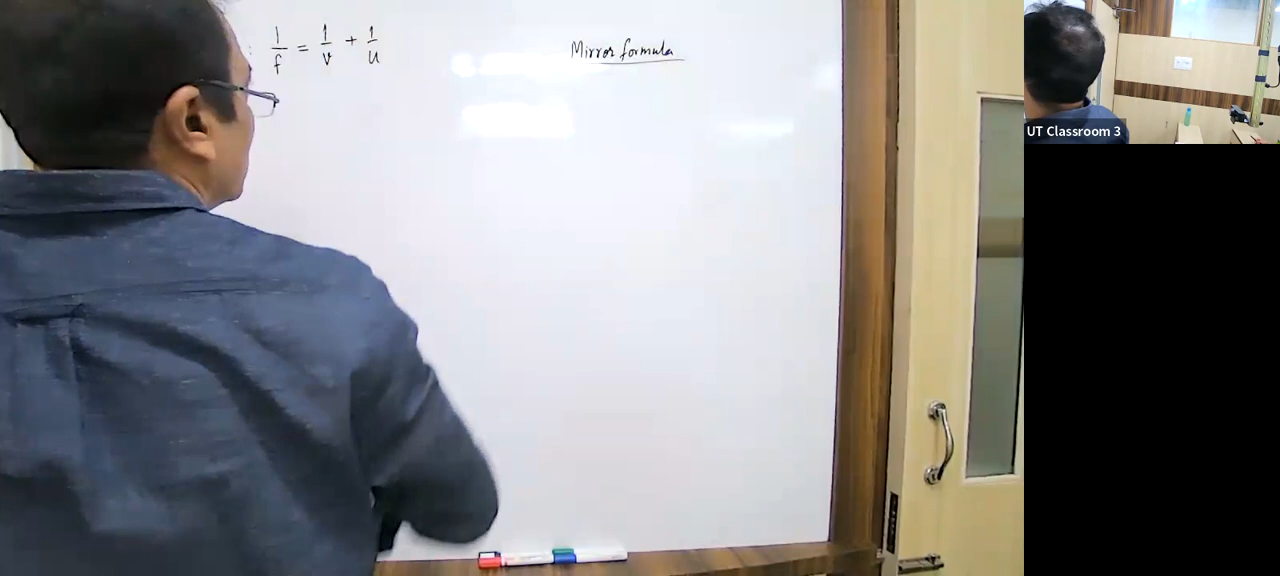 : 1/f = 1/v + 1/u
Mirror formula
UT Classroom 3